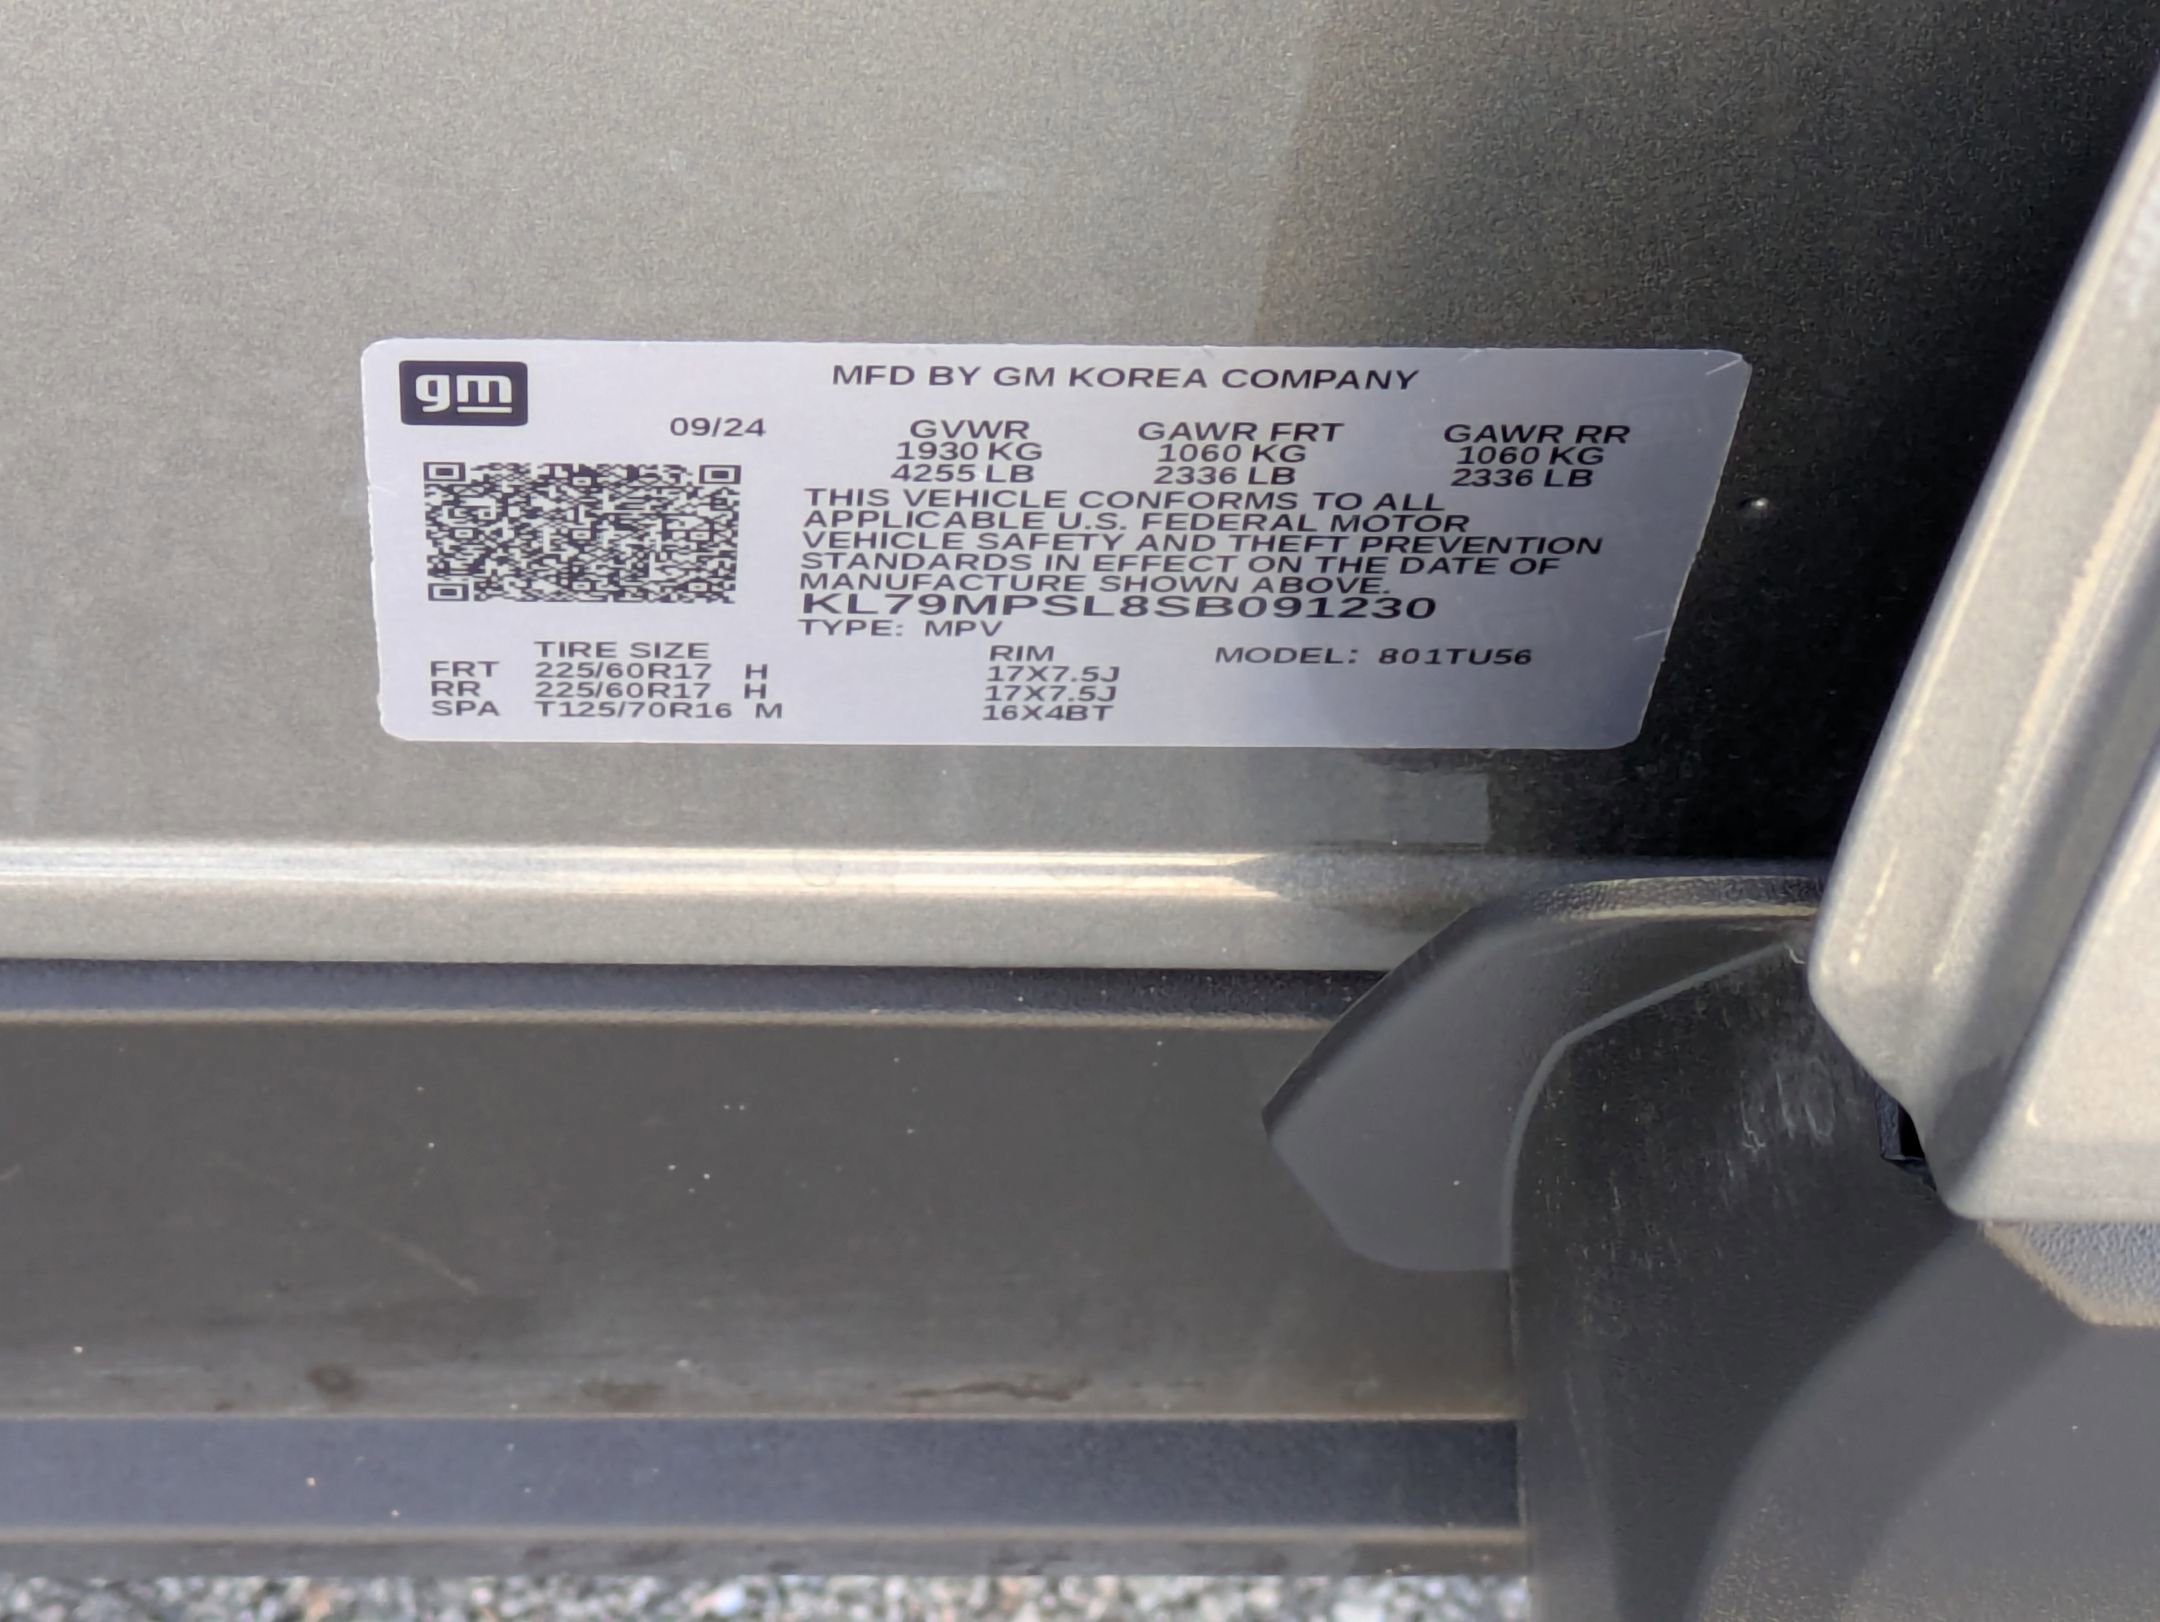 gm
MFD BY GM KOREA COMPANY
09/24
GVWR GAWR FRT GAWR RR
1930 KG 1060 KG 1060 KG
4255 LB 2336 LB 2336 LB
THIS VEHICLE CONFORMS TO ALL
APPLICABLE U.S. FEDERAL MOTOR
VEHICLE SAFETY AND THEFT PREVENTION
STANDARDS IN EFFECT ON THE DATE OF
MANUFACTURE SHOWN ABOVE.
KL79MPSL8SB091230
TYPE: MPV
TIRE SIZE RIM MODEL: 801TU56
FRT 225/60R17 H 17X7.5J
RR 225/60R17 H 17X7.5J
SPA T125/70R16 M 16X4BT